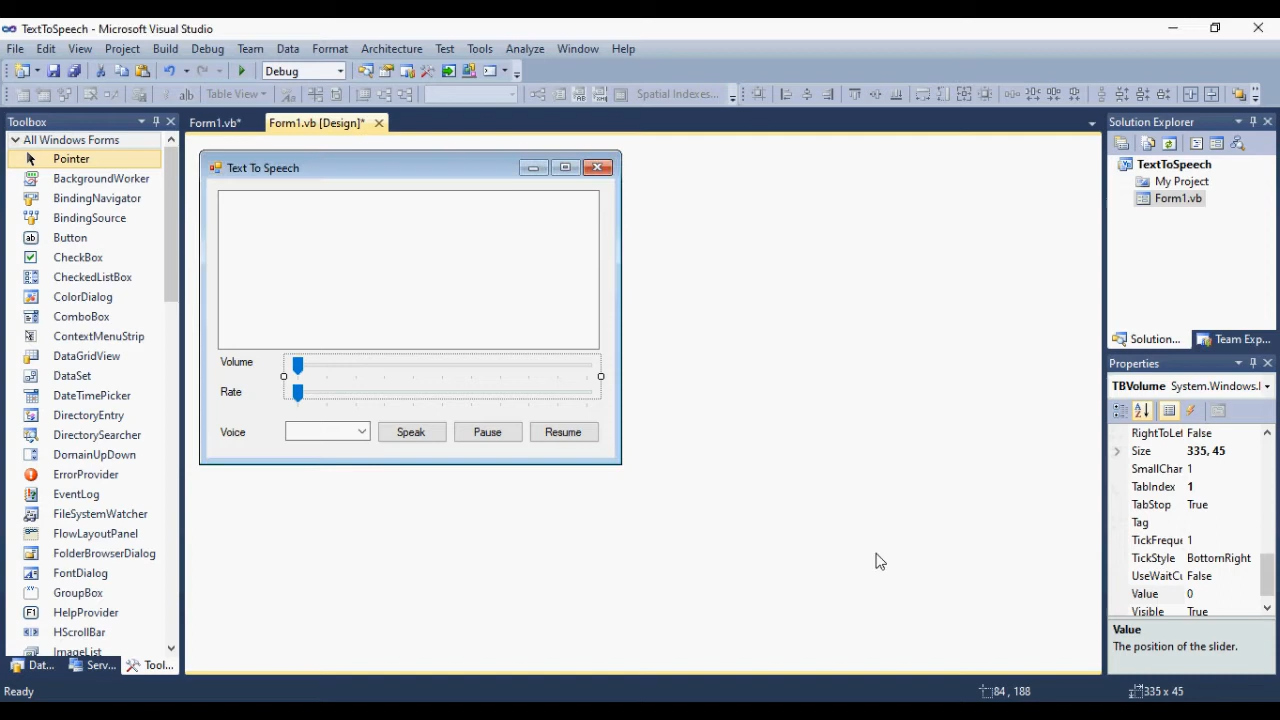 TextToSpeech - Microsoft Visual Studio
File Edit View Project Build Debug Team Data Format Architecture Test Tools Analyze Window Help
Debug
Table View
Spatial Indexes...
Toolbox
All Windows Forms
Pointer
BackgroundWorker
BindingNavigator
BindingSource
Button
CheckBox
CheckedListBox
ColorDialog
ComboBox
ContextMenuStrip
DataGridView
DataSet
DateTimePicker
DirectoryEntry
DirectorySearcher
DomainUpDown
ErrorProvider
EventLog
FileSystemWatcher
FlowLayoutPanel
FolderBrowserDialog
FontDialog
GroupBox
HelpProvider
HScrollBar
ImageList
Dat... Serv... Tool...
Form1.vb* Form1.vb [Design]*
Text To Speech
Volume
Rate
Voice Speak Pause Resume
Solution Explorer
TextToSpeech
My Project
Form1.vb
Solution... Team Exp...
Properties
TBVolume System.Windows.
RightToLe False
Size 335, 45
SmallChar 1
TabIndex 1
TabStop True
Tag
TickFreque 1
TickStyle BottomRight
UseWaitCu False
Value 0
Visible True
Value
The position of the slider.
Ready 84 , 188 335 x 45